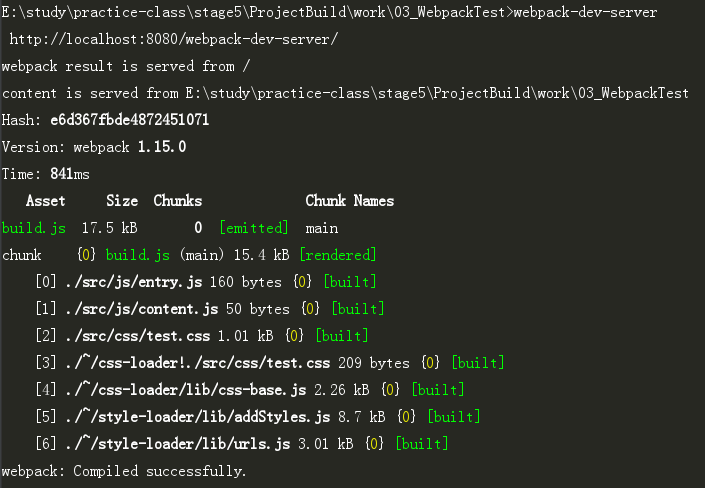 E:\study\practice-class\stage5\ProjectBuild\work\03_WebpackTest>webpack-dev-server
http://localhost:8080/webpack-dev-server/
webpack result is served from /
content is served from E:\study\practice-class\stage5\ProjectBuild\work\03_WebpackTest
Hash: e6d367fbde4872451071
Version: webpack 1.15.0
Time: 841ms
Asset Size Chunks Chunk Names
build.js 17.5 kB 0 [emitted] main
chunk {0} build.js (main) 15.4 kB [rendered]
[0] ./src/js/entry.js 160 bytes {0} [built]
[1] ./src/js/content.js 50 bytes {0} [built]
[2] ./src/css/test.css 1.01 kB {0} [built]
[3] ./~/css-loader!./src/css/test.css 209 bytes {0} [built]
[4] ./~/css-loader/lib/css-base.js 2.26 kB {0} [built]
[5] ./~/style-loader/lib/addStyles.js 8.7 kB {0} [built]
[6] ./~/style-loader/lib/urls.js 3.01 kB {0} [built]
webpack: Compiled successfully.